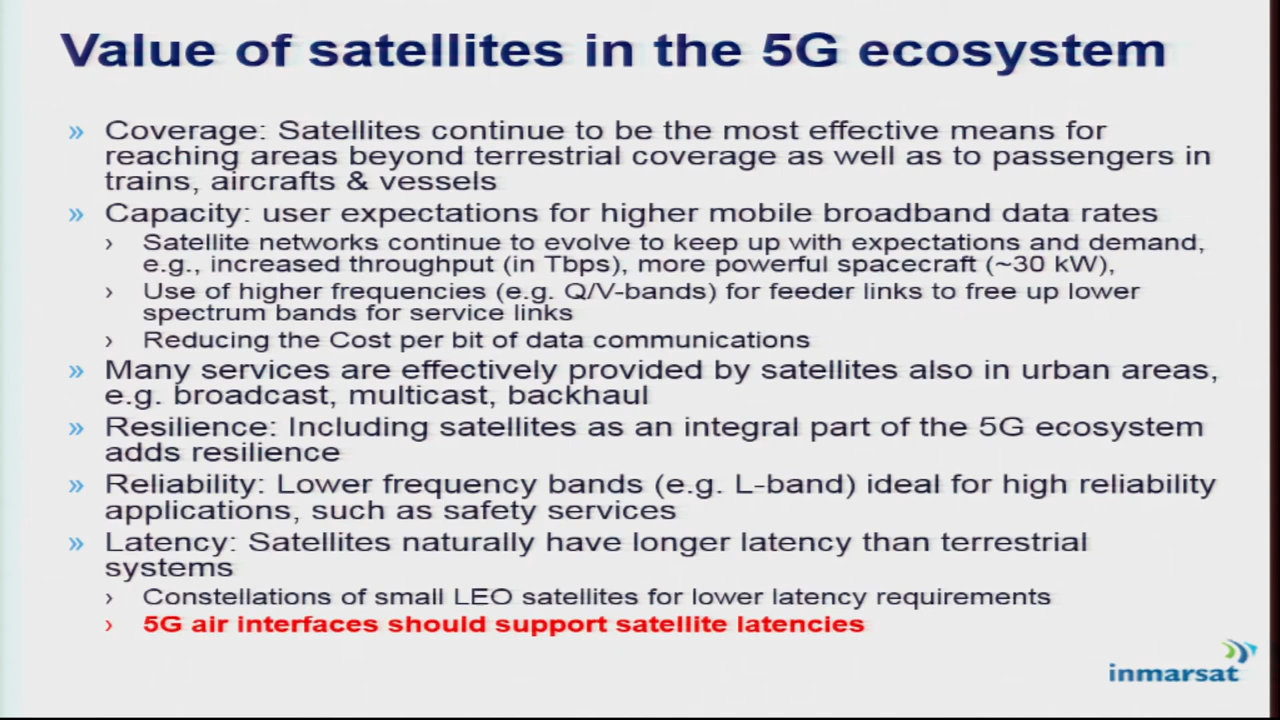 Value of satellites in the 5G ecosystem
» Coverage: Satellites continue to be the most effective means for
reaching areas beyond terrestrial coverage as well as to passengers in
trains, aircrafts & vessels
» Capacity: user expectations for higher mobile broadband data rates
› Satellite networks continue to evolve to keep up with expectations and demand,
e.g., increased throughput (in Tbps), more powerful spacecraft (~30 kW),
› Use of higher frequencies (e.g. Q/V-bands) for feeder links to free up lower
spectrum bands for service links
› Reducing the Cost per bit of data communications
» Many services are effectively provided by satellites also in urban areas,
e.g. broadcast, multicast, backhaul
» Resilience: Including satellites as an integral part of the 5G ecosystem
adds resilience
» Reliability: Lower frequency bands (e.g. L-band) ideal for high reliability
applications, such as safety services
» Latency: Satellites naturally have longer latency than terrestrial
systems
› Constellations of small LEO satellites for lower latency requirements
› 5G air interfaces should support satellite latencies
inmarsat